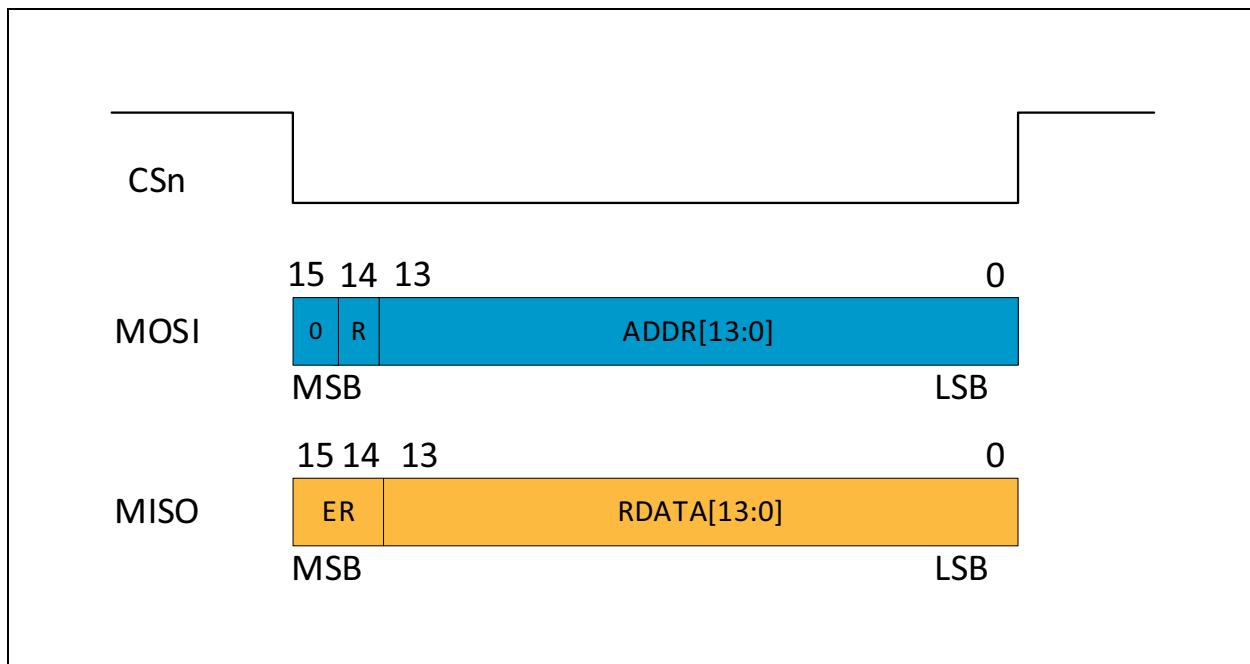 CSn
15 14 13 0
MOSI 0 R ADDR[13:0]
MSB LSB
15 14 13 0
MISO ER RDATA[13:0]
MSB LSB